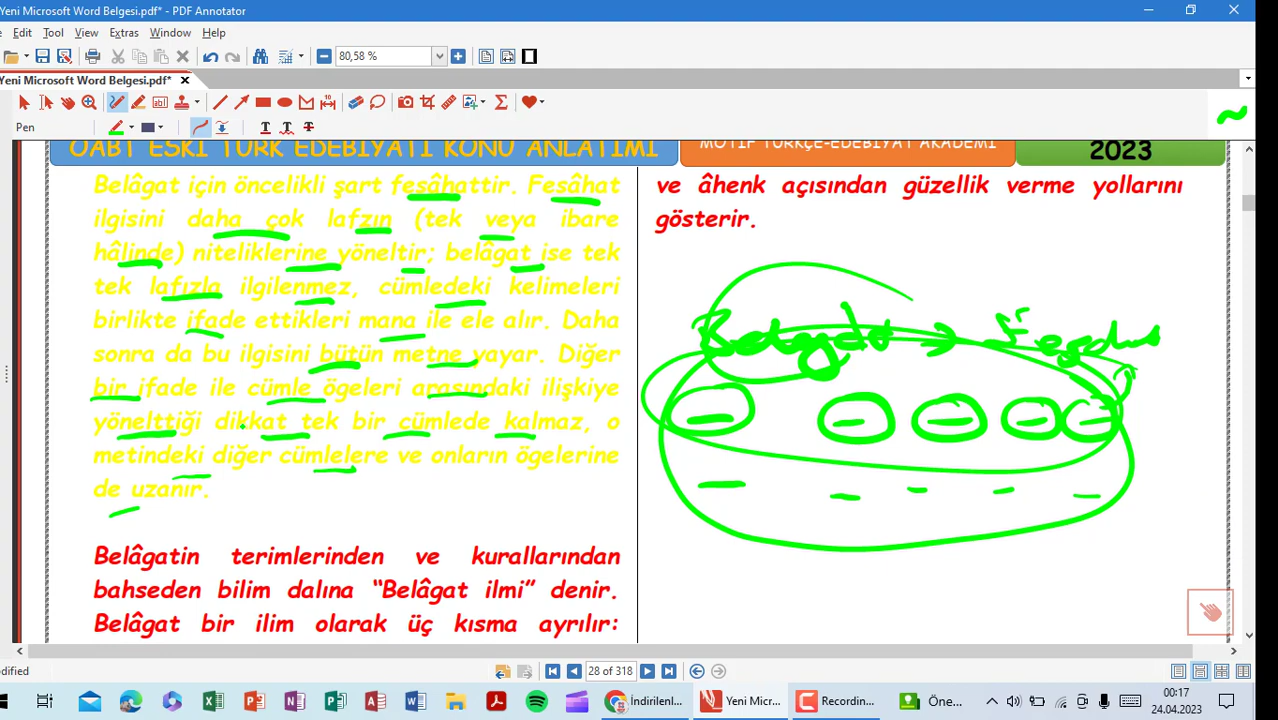 Yeni Microsoft Word Belgesi.pdf* - PDF Annotator
Edit Tool View Extras Window Help
80,58 %
Yeni Microsoft Word Belgesi.pdf*
Pen
ÖABT ESKİ TÜRK EDEBİYATI KONU ANLATIMI
MOTİF TÜRKÇE-EDEBİYAT AKADEMİ
2023
Belâgat için öncelikli şart fesâhattir. Fesâhat
ilgisini daha çok lafzın (tek veya ibare
hâlinde) niteliklerine yöneltir; belâgat ise tek
tek lafızla ilgilenmez, cümledeki kelimeleri
birlikte ifade ettikleri mana ile ele alır. Daha
sonra da bu ilgisini bütün metne yayar. Diğer
bir ifade ile cümle ögeleri arasındaki ilişkiye
yönelttiği dikkat tek bir cümlede kalmaz, o
metindeki diğer cümlelere ve onların ögelerine
de uzanır.
Belâgatin terimlerinden ve kurallarından
bahseden bilim dalına “Belâgat ilmi” denir.
Belâgat bir ilim olarak üç kısma ayrılır:
ve âhenk açısından güzellik verme yollarını
gösterir.
odified
28 of 318
İndirilenl...
Yeni Micr...
Recordin...
Öne...
00:17
24.04.2023